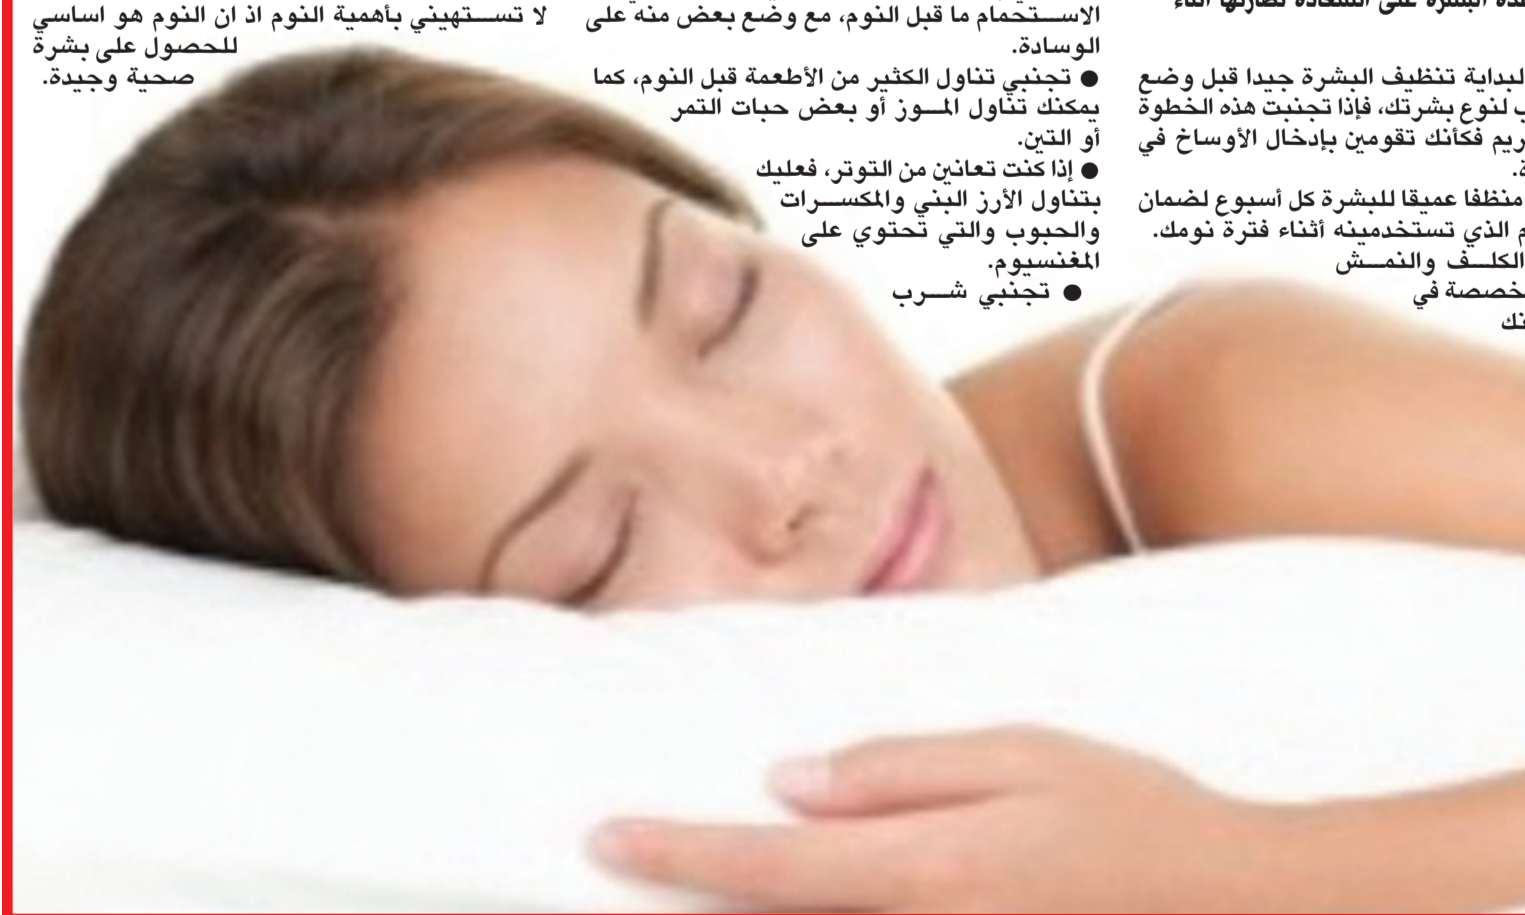 البشرة على
البداية تنظيف البشرة جيدا قبل وضع
لنوع بشرتك، فإذا تجنبت هذه الخطوة
فكأنك تقومين بإدخال الأوساخ في
منظفا عميقا للبشرة كل أسبوع لضمان
الذي تستخدمينه أثناء فترة نومك.
الكلف والنمش
في
الاستحمام ما قبل النوم، مع وضع بعض منه على
الوسادة.
● تجنبي تناول الكثير من الأطعمة قبل النوم، كما
يمكنك تناول الموز أو بعض حبات التمر
أو التين.
● إذا كنت تعانين من التوتر، فعليك
بتناول الأرز البني والمكسرات
والحبوب والتي تحتوي على
المغنسيوم.
● تجنبي شرب
لا تستهيني بأهمية النوم اذ ان النوم هو اساسي
للحصول على بشرة
صحية وجيدة.